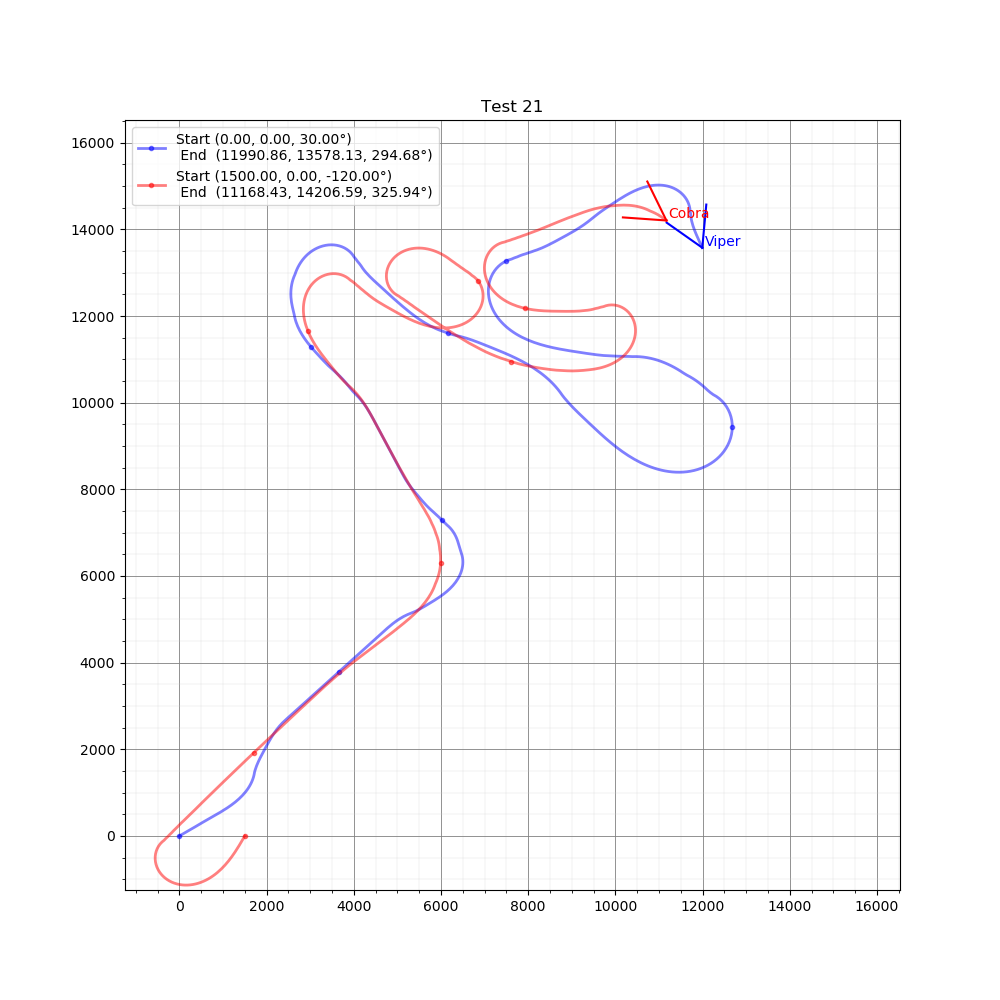 Test 21
Start (0.00, 0.00, 30.00°)
End (11990.86, 13578.13, 294.68°)
Start (1500.00, 0.00, -120.00°)
End (11168.43, 14206.59, 325.94°)
16000
14000
12000
10000
8000
6000
4000
2000
0
Cobra
Viper
0 2000 4000 6000 8000 10000 12000 14000 16000